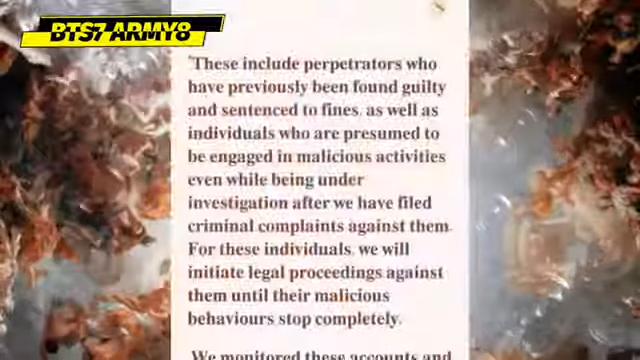 BTS7 ARMY8
"These include perpetrators who
have previously been found guilty
and sentenced to fines, as well as
individuals who are presumed to
be engaged in malicious activities
even while being under
investigation after we have filed
criminal complaints against them.
For these individuals, we will
initiate legal proceedings against
them until their malicious
behaviours stop completely.
We monitored these accounts and